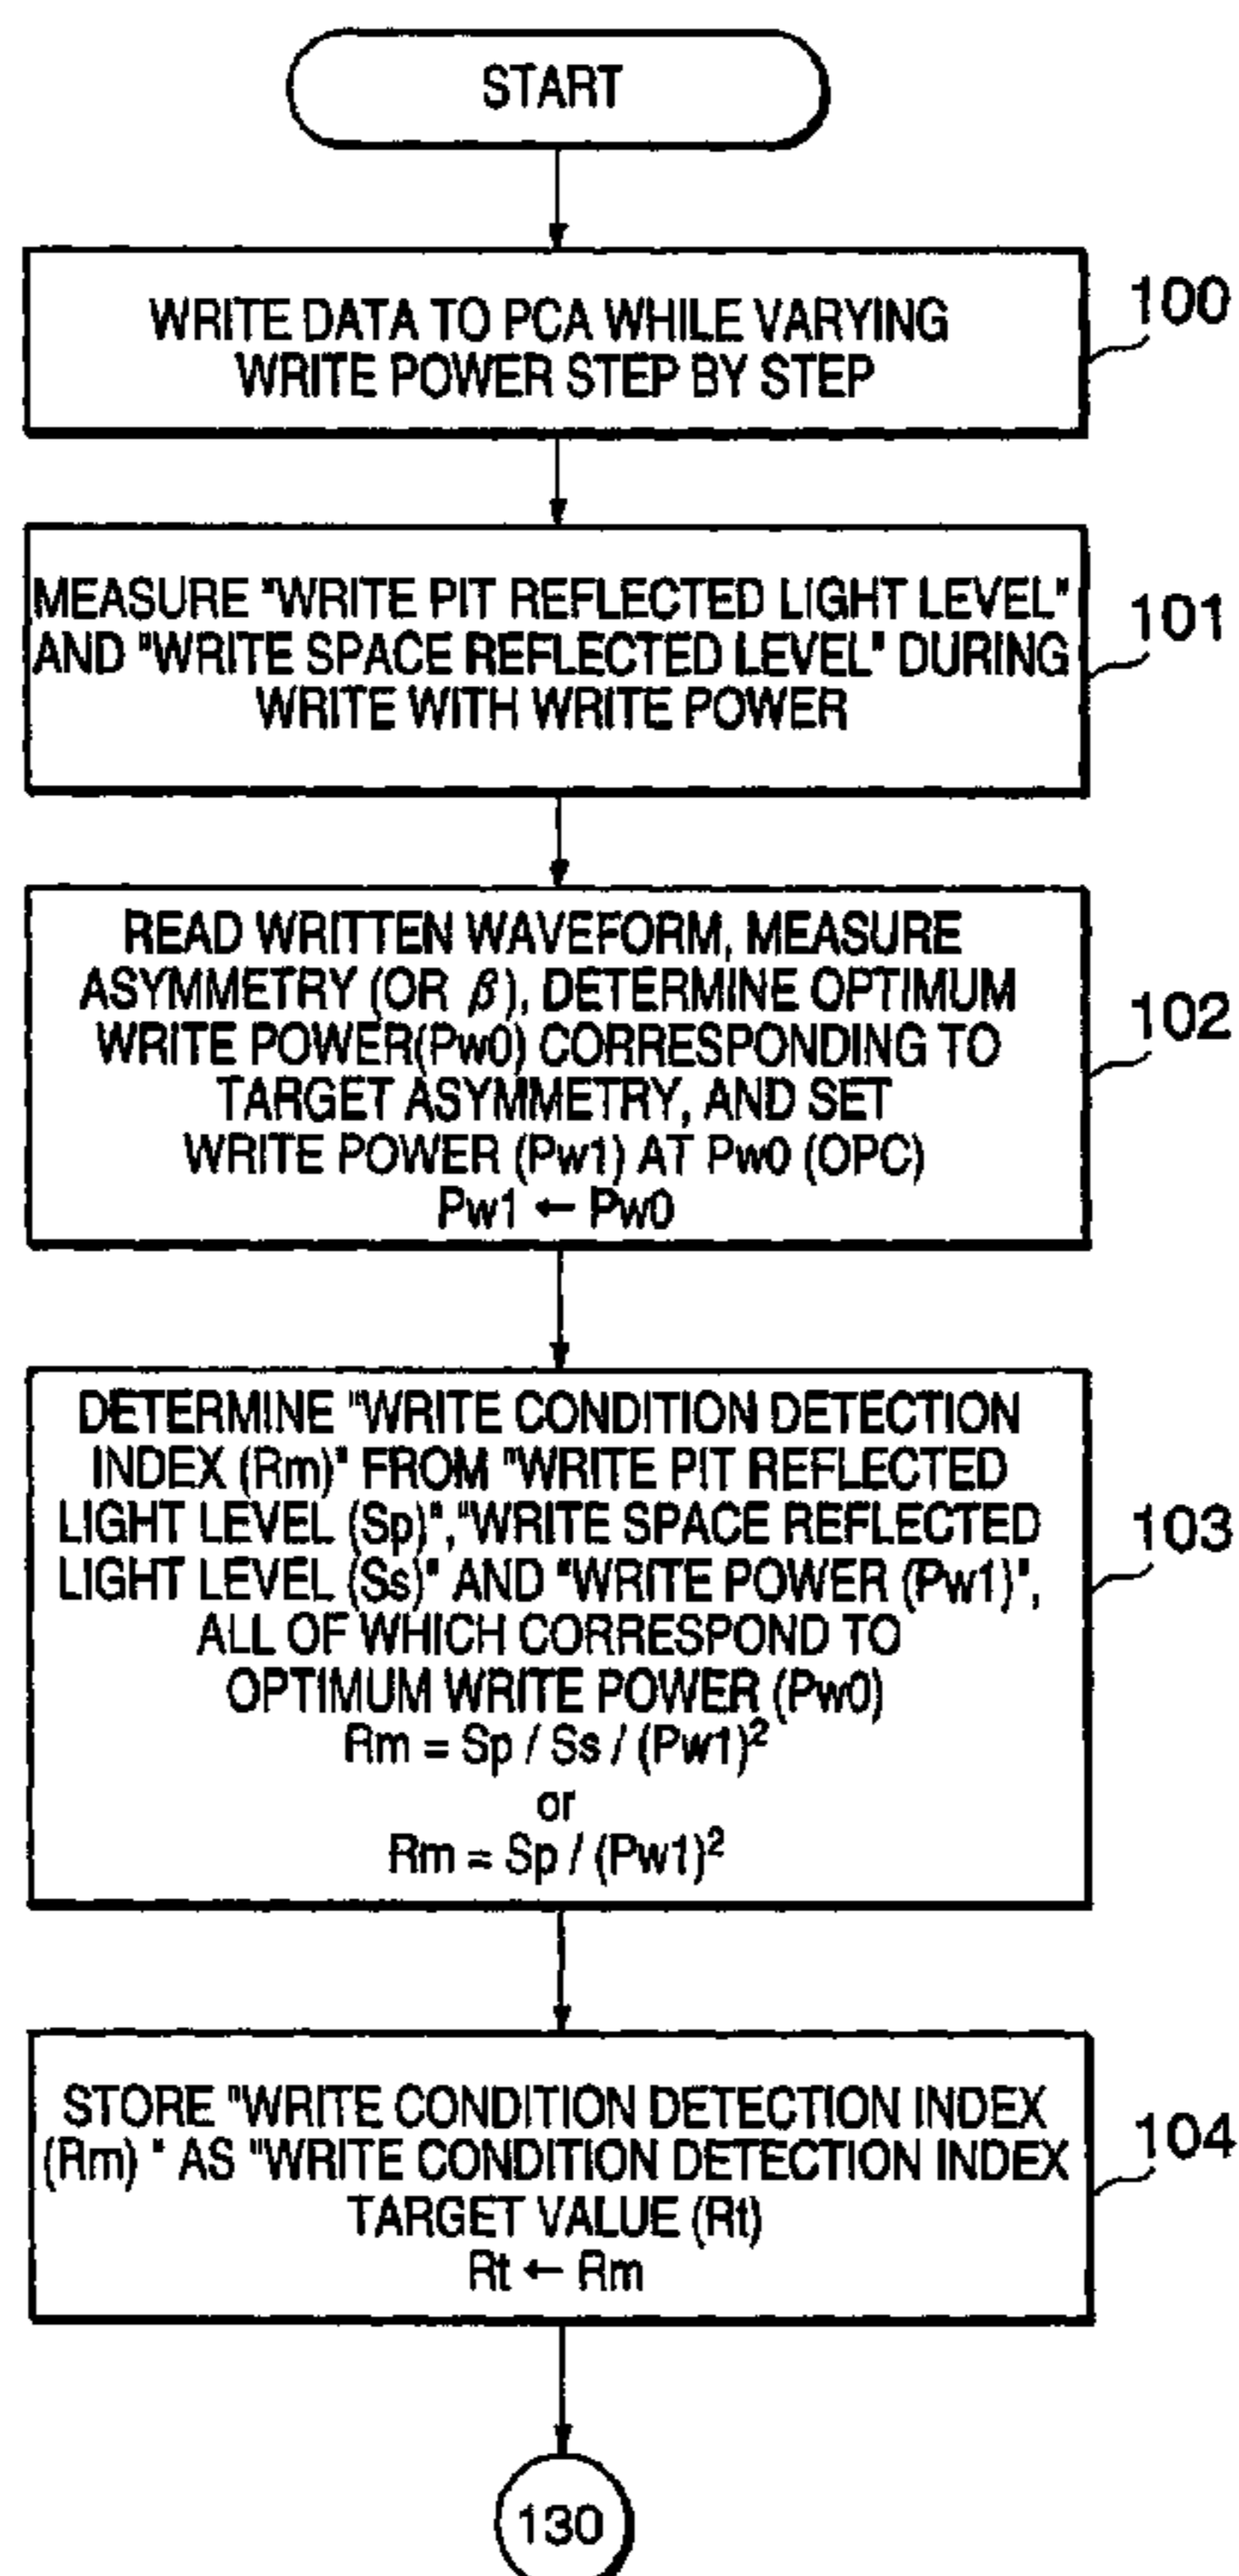 START
WRITE DATA TO PCA WHILE VARYING
WRITE POWER STEP BY STEP
100
MEASURE "WRITE PIT REFLECTED LIGHT LEVEL"
AND "WRITE SPACE REFLECTED LEVEL" DURING
WRITE WITH WRITE POWER
101
READ WRITTEN WAVEFORM, MEASURE
ASYMMETRY (OR β), DETERMINE OPTIMUM
WRITE POWER(Pw0) CORRESPONDING TO
TARGET ASYMMETRY, AND SET
WRITE POWER (Pw1) AT Pw0 (OPC)
Pw1 ← Pw0
102
DETERMINE "WRITE CONDITION DETECTION
INDEX (Rm)" FROM "WRITE PIT REFLECTED
LIGHT LEVEL (Sp)","WRITE SPACE REFLECTED
LIGHT LEVEL (Ss)" AND "WRITE POWER (Pw1)",
ALL OF WHICH CORRESPOND TO
OPTIMUM WRITE POWER (Pw0)
Rm = Sp / Ss / (Pw1)²
or
Rm = Sp / (Pw1)²
103
STORE "WRITE CONDITION DETECTION INDEX
(Rm) " AS "WRITE CONDITION DETECTION INDEX
TARGET VALUE (Rt)
Rt ← Rm
104
130